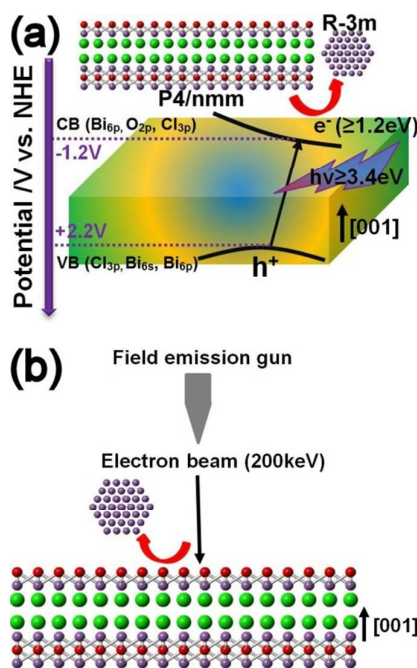 (a)
R-3m
P4/nmm
CB (Bi6p, O2p, Cl3p)
-1.2V
e⁻(≥1.2eV)
hν≥3.4eV
+2.2V
VB (Cl3p, Bi6s, Bi6p)
h⁺
[001]
Potential /V vs. NHE
(b)
Field emission gun
Electron beam (200keV)
[001]